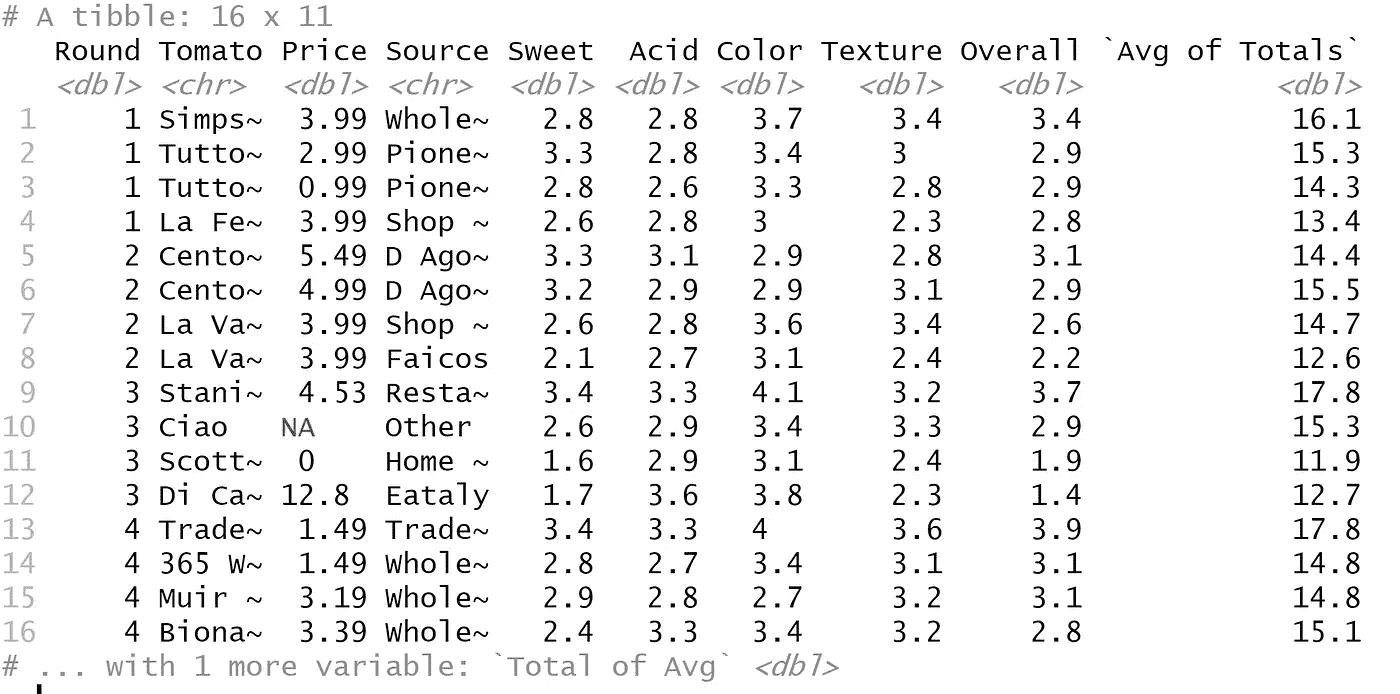 # A tibble: 16 x 11
Round Tomato Price Source Sweet Acid Color Texture Overall `Avg of Totals`
<dbl> <chr> <dbl> <chr> <dbl> <dbl> <dbl> <dbl> <dbl> <dbl>
1 1 Simps~ 3.99 Whole~ 2.8 2.8 3.7 3.4 3.4 16.1
2 1 Tutto~ 2.99 Pione~ 3.3 2.8 3.4 3 2.9 15.3
3 1 Tutto~ 0.99 Pione~ 2.8 2.6 3.3 2.8 2.9 14.3
4 1 La Fe~ 3.99 Shop ~ 2.6 2.8 3 2.3 2.8 13.4
5 2 Cento~ 5.49 D Ago~ 3.3 3.1 2.9 2.8 3.1 14.4
6 2 Cento~ 4.99 D Ago~ 3.2 2.9 2.9 3.1 2.9 15.5
7 2 La Va~ 3.99 Shop ~ 2.6 2.8 3.6 3.4 2.6 14.7
8 2 La Va~ 3.99 Faicos 2.1 2.7 3.1 2.4 2.2 12.6
9 3 Stani~ 4.53 Resta~ 3.4 3.3 4.1 3.2 3.7 17.8
10 3 Ciao NA Other 2.6 2.9 3.4 3.3 2.9 15.3
11 3 Scott~ 0 Home ~ 1.6 2.9 3.1 2.4 1.9 11.9
12 3 Di Ca~ 12.8 Eataly 1.7 3.6 3.8 2.3 1.4 12.7
13 4 Trade~ 1.49 Trade~ 3.4 3.3 4 3.6 3.9 17.8
14 4 365 W~ 1.49 Whole~ 2.8 2.7 3.4 3.1 3.1 14.8
15 4 Muir ~ 3.19 Whole~ 2.9 2.8 2.7 3.2 3.1 14.8
16 4 Biona~ 3.39 Whole~ 2.4 3.3 3.4 3.2 2.8 15.1
# ... with 1 more variable: `Total of Avg` <dbl>